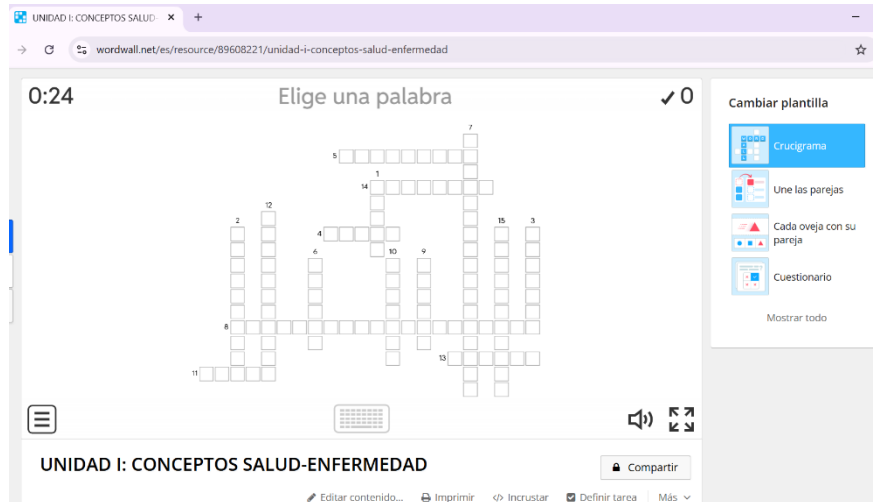 UNIDAD I: CONCEPTOS SALUD-
wordwall.net/es/resource/89608221/unidad-i-conceptos-salud-enfermedad
0:24
Elige una palabra
0
7
5
1
14
12
2
15
3
4
6
10
9
8
13
11
Cambiar plantilla
Crucigrama
Une las parejas
Cada oveja con su
pareja
Cuestionario
Mostrar todo
UNIDAD I: CONCEPTOS SALUD-ENFERMEDAD
Compartir
Editar contenido...
Imprimir
</> Incrustar
Definir tarea
Más